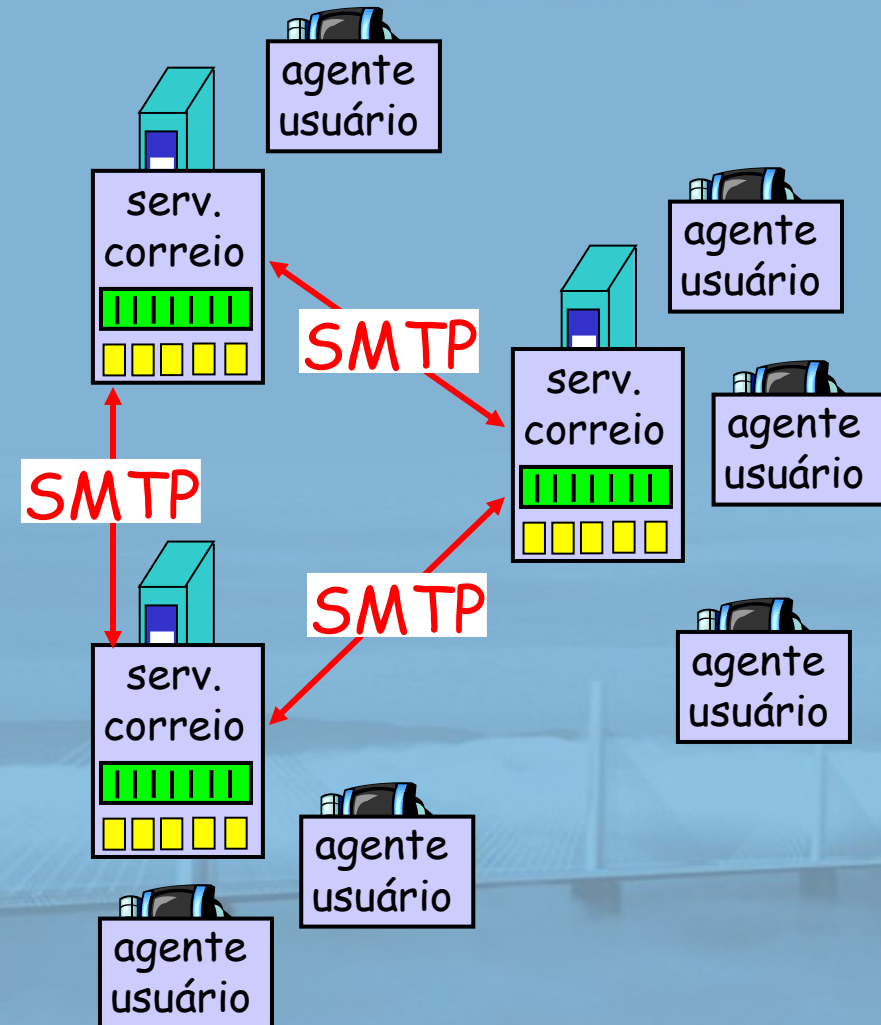 agente
usuário
serv.
correio
agente
usuário
SMTP
serv.
correio
agente
usuário
SMTP
SMTP
agente
usuário
serv.
correio
agente
usuário
agente
usuário